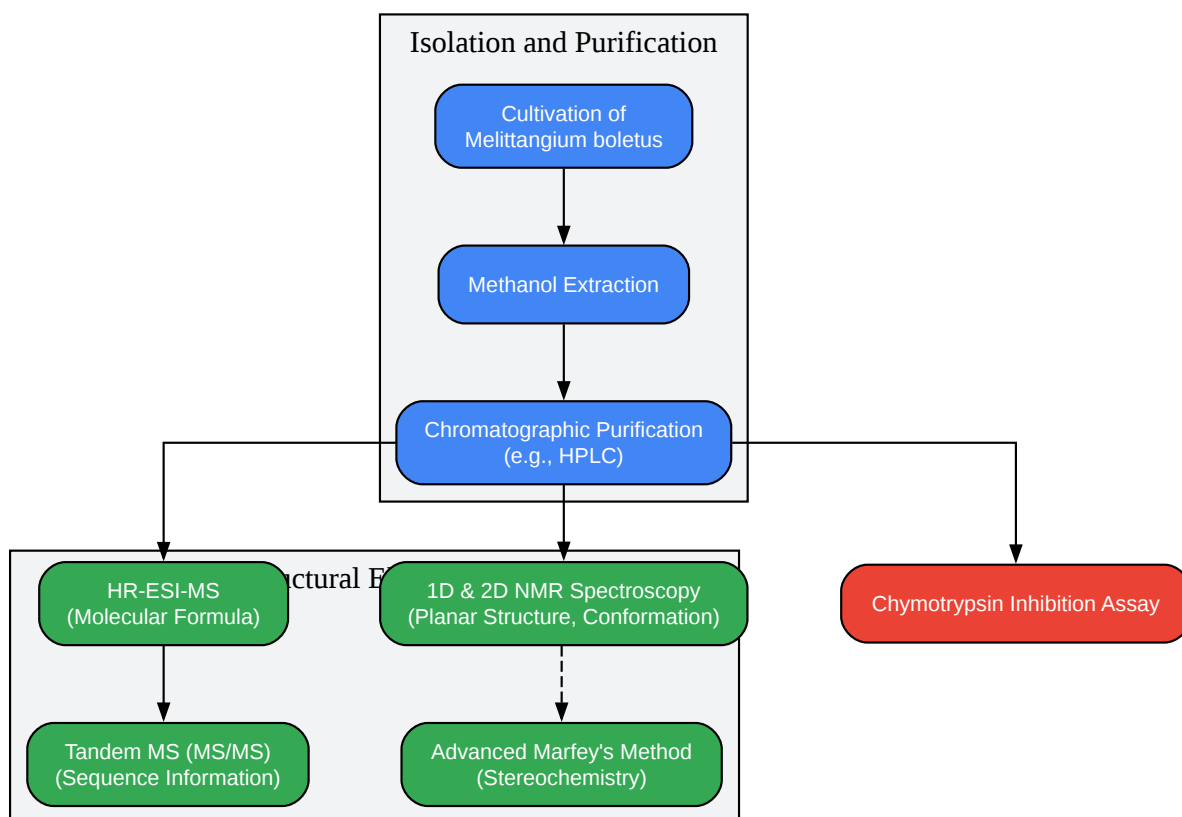 Isolation and Purification
Cultivation of
Melittangium boletus
Methanol Extraction
Chromatographic Purification
(e.g., HPLC)
HR-ESI-MS
(Molecular Formula)
1D & 2D NMR Spectroscopy
(Planar Structure, Conformation)
Chymotrypsin Inhibition Assay
Tandem MS (MS/MS)
(Sequence Information)
Advanced Marfey's Method
(Stereochemistry)